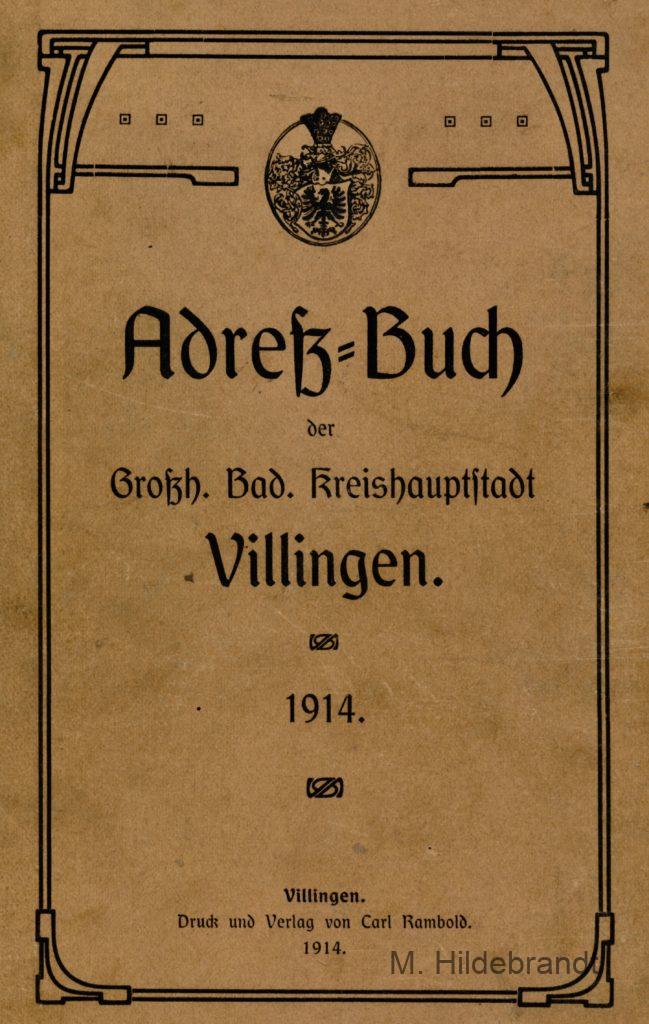 Adreß=Buch
der
Großh. Bad. Kreishauptstadt
Villingen.
1914.
Villingen.
Druck und Verlag von Carl Rambold.
1914.
M. Hildebrandt